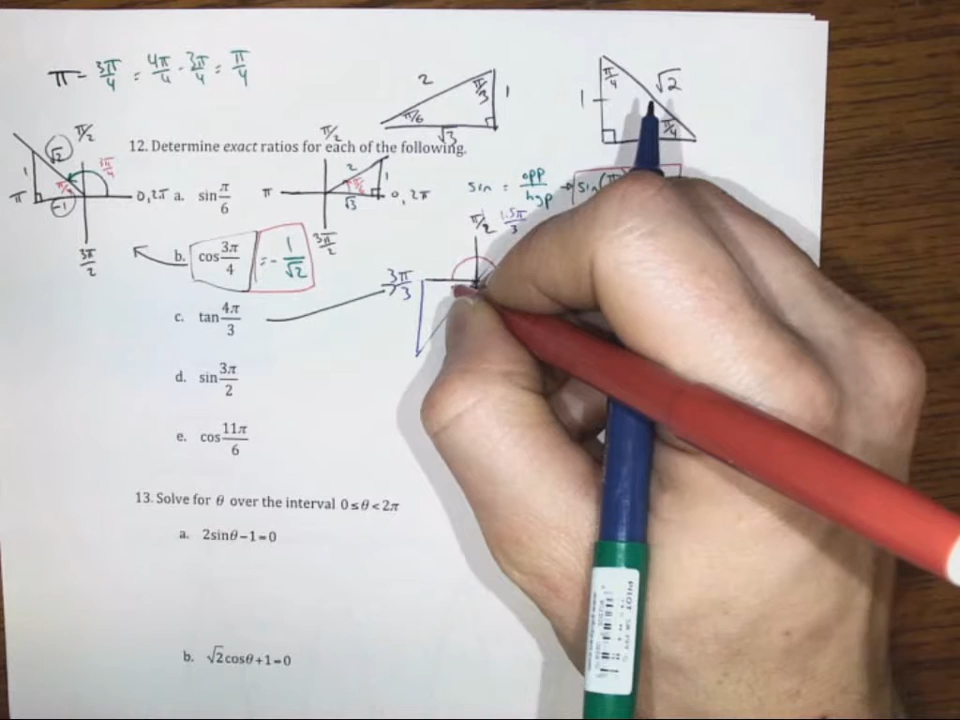 π - 3π/4 = 4π/4 - 3π/4 = π/4
2 π/3 1
π/6
√3
π/4 √2
1
π/4
12. Determine exact ratios for each of the following.
π/2
√2
1
3π/4
π/4
π
-1
0, 2π
3π/2
a. sin π/6
π/2
2
1
π/6
π
√3
0, 2π
3π/2
sin = opp/hyp
b. cos 3π/4 = - 1/√2
π/2 1.5π/3
3π/3
c. tan 4π/3
d. sin 3π/2
e. cos 11π/6
13. Solve for θ over the interval 0≤θ<2π
a. 2sinθ-1=0
b. √2cosθ+1=0
PILOT